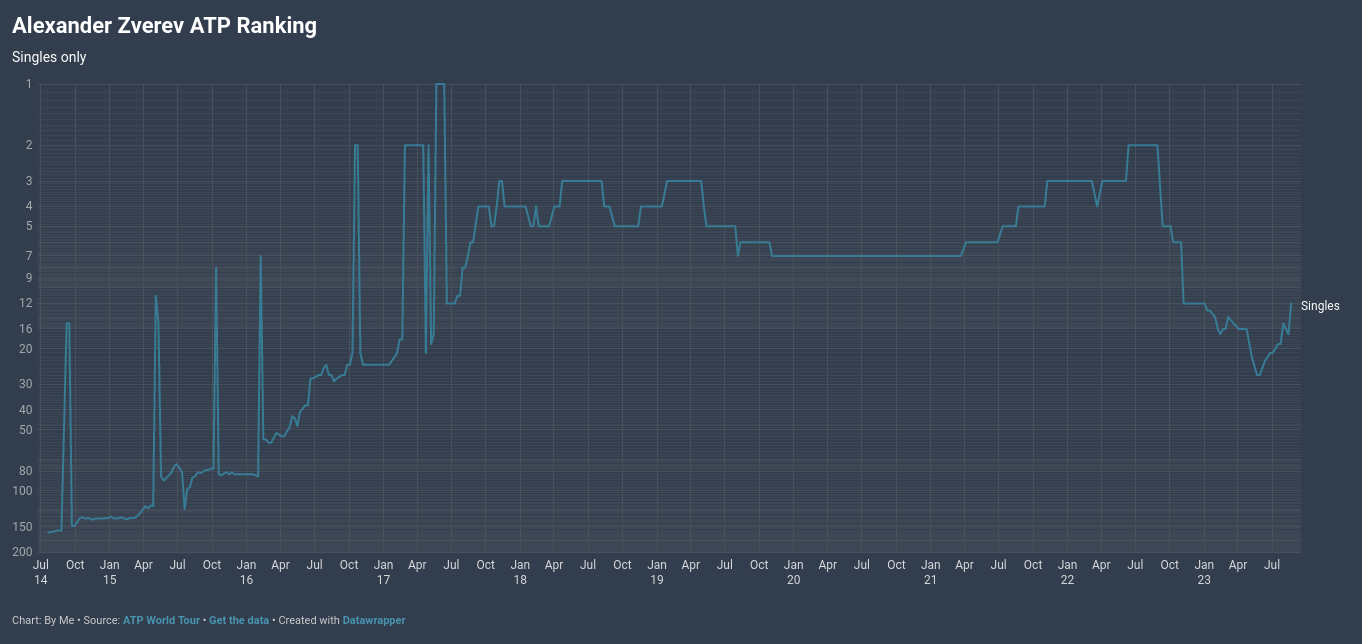 Alexander Zverev ATP Ranking
Singles only
1
2
3
4
5
7
9
12
16
20
30
40
50
80
100
150
200
Singles
Jul Oct Jan Apr Jul Oct Jan Apr Jul Oct Jan Apr Jul Oct Jan Apr Jul Oct Jan Apr Jul Oct Jan Apr Jul Oct Jan Apr Jul Oct Jan Apr Jul Oct Jan Apr Jul
14 15 16 17 18 19 20 21 22 23
Chart: By Me • Source: ATP World Tour • Get the data • Created with Datawrapper